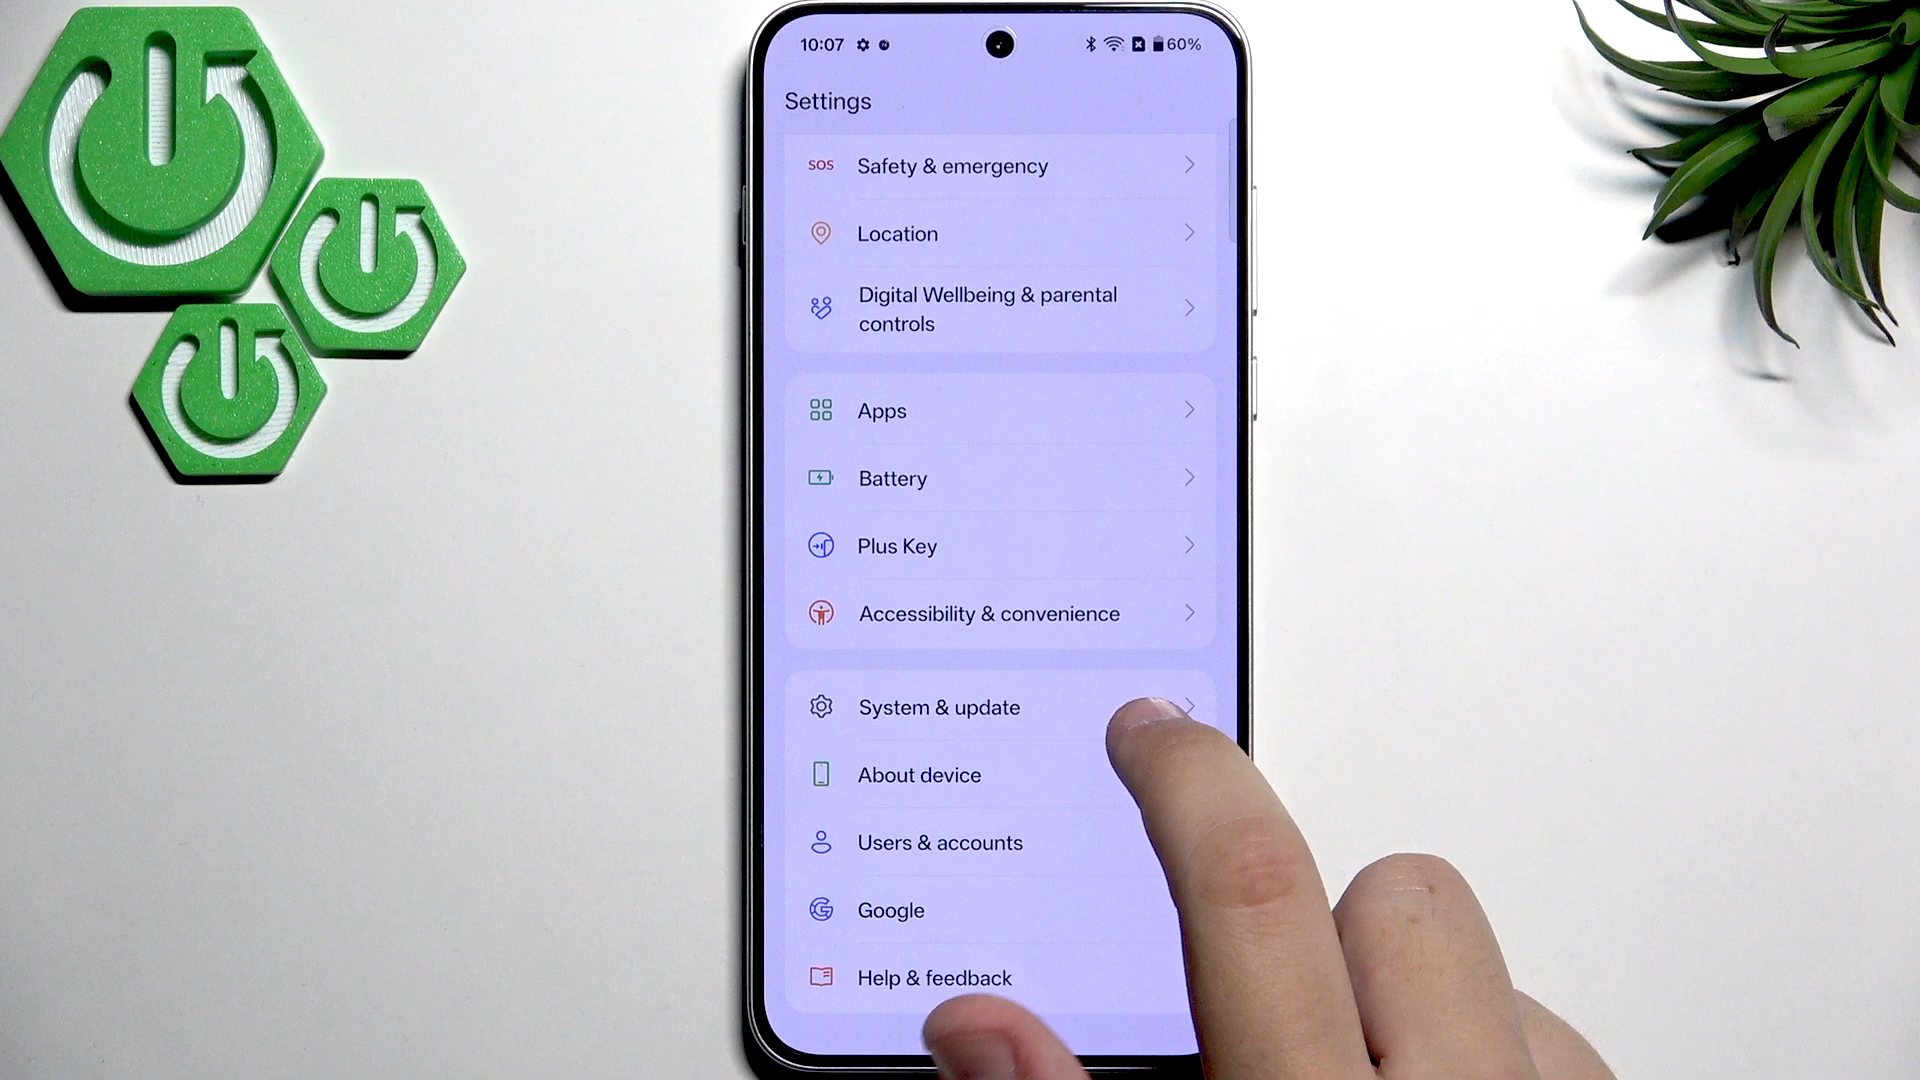 10:07 60%
Settings
SOS Safety & emergency
Location
Digital Wellbeing & parental
controls
Apps
Battery
Plus Key
Accessibility & convenience
System & update
About device
Users & accounts
Google
Help & feedback